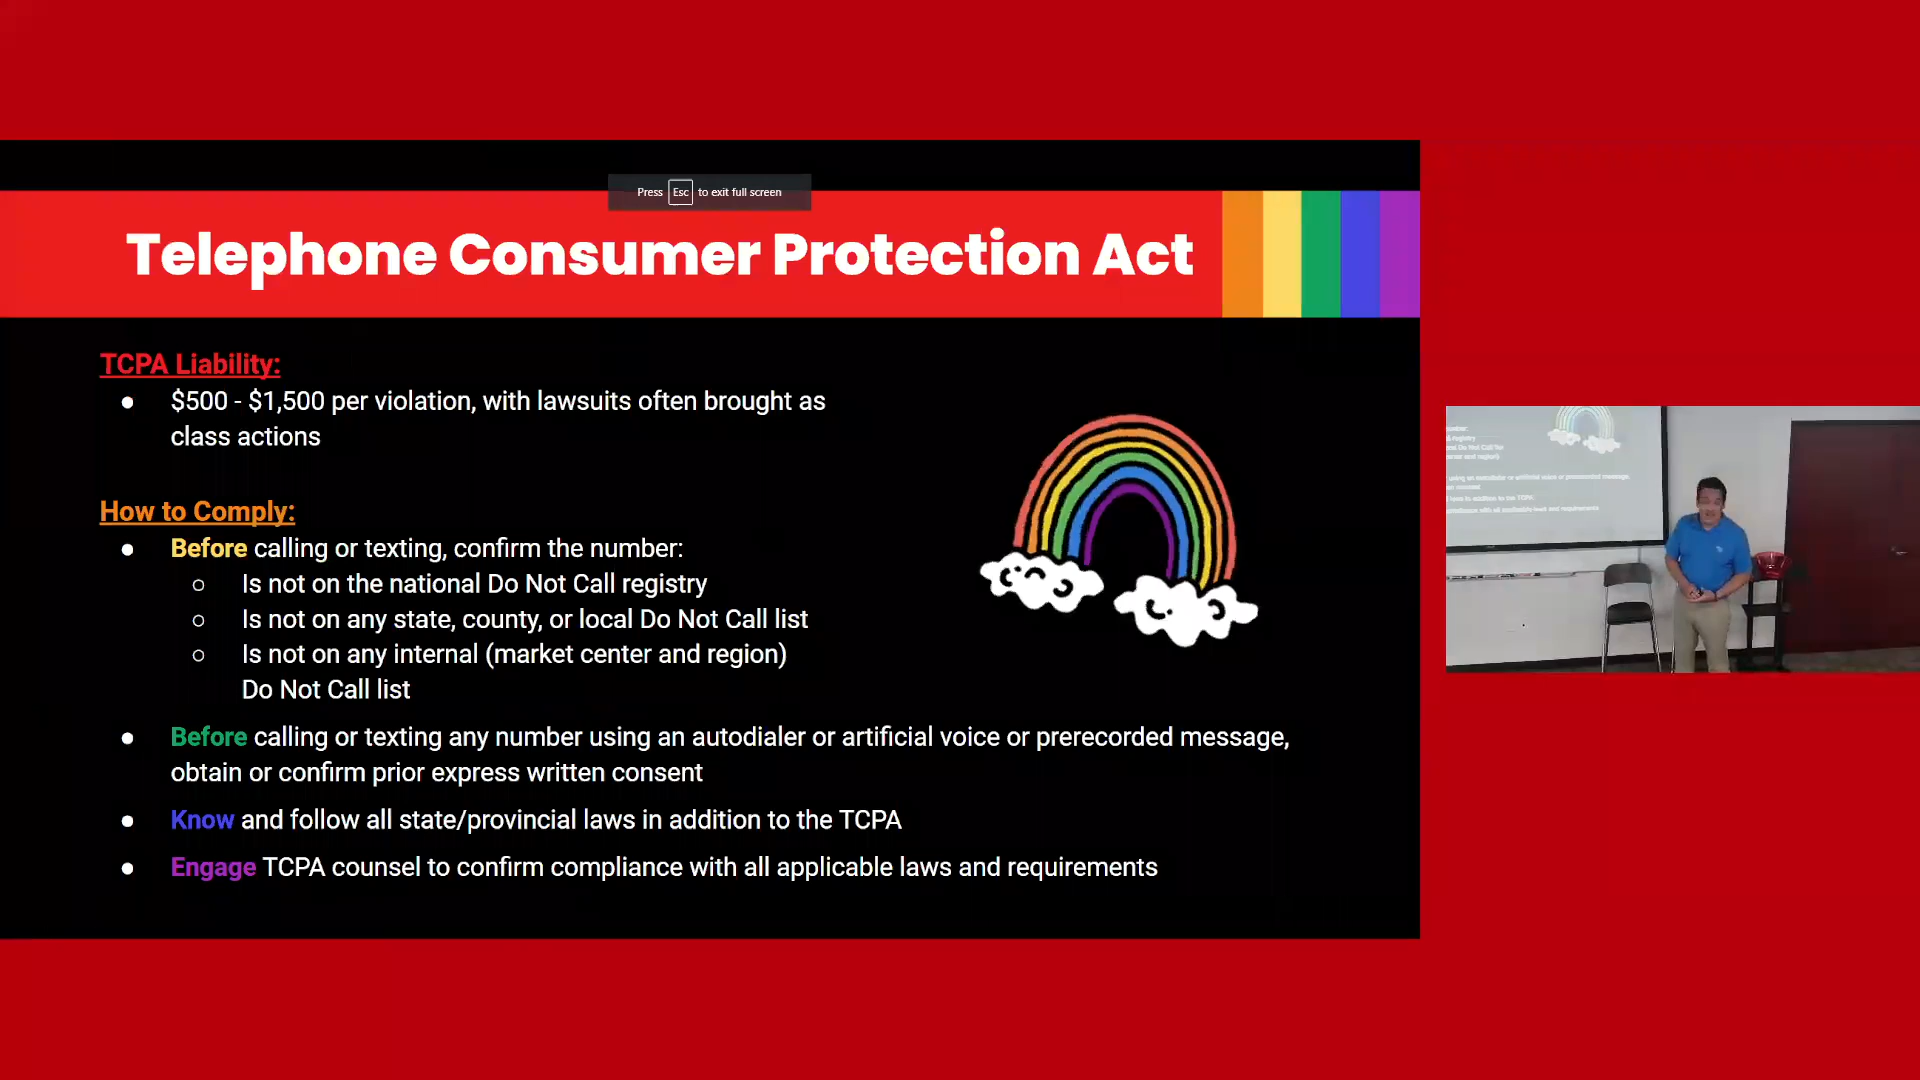 Press Esc to exit full screen
Telephone Consumer Protection Act
TCPA Liability:
● $500 - $1,500 per violation, with lawsuits often brought as
class actions
How to Comply:
● Before calling or texting, confirm the number:
○ Is not on the national Do Not Call registry
○ Is not on any state, county, or local Do Not Call list
○ Is not on any internal (market center and region)
Do Not Call list
● Before calling or texting any number using an autodialer or artificial voice or prerecorded message,
obtain or confirm prior express written consent
● Know and follow all state/provincial laws in addition to the TCPA
● Engage TCPA counsel to confirm compliance with all applicable laws and requirements